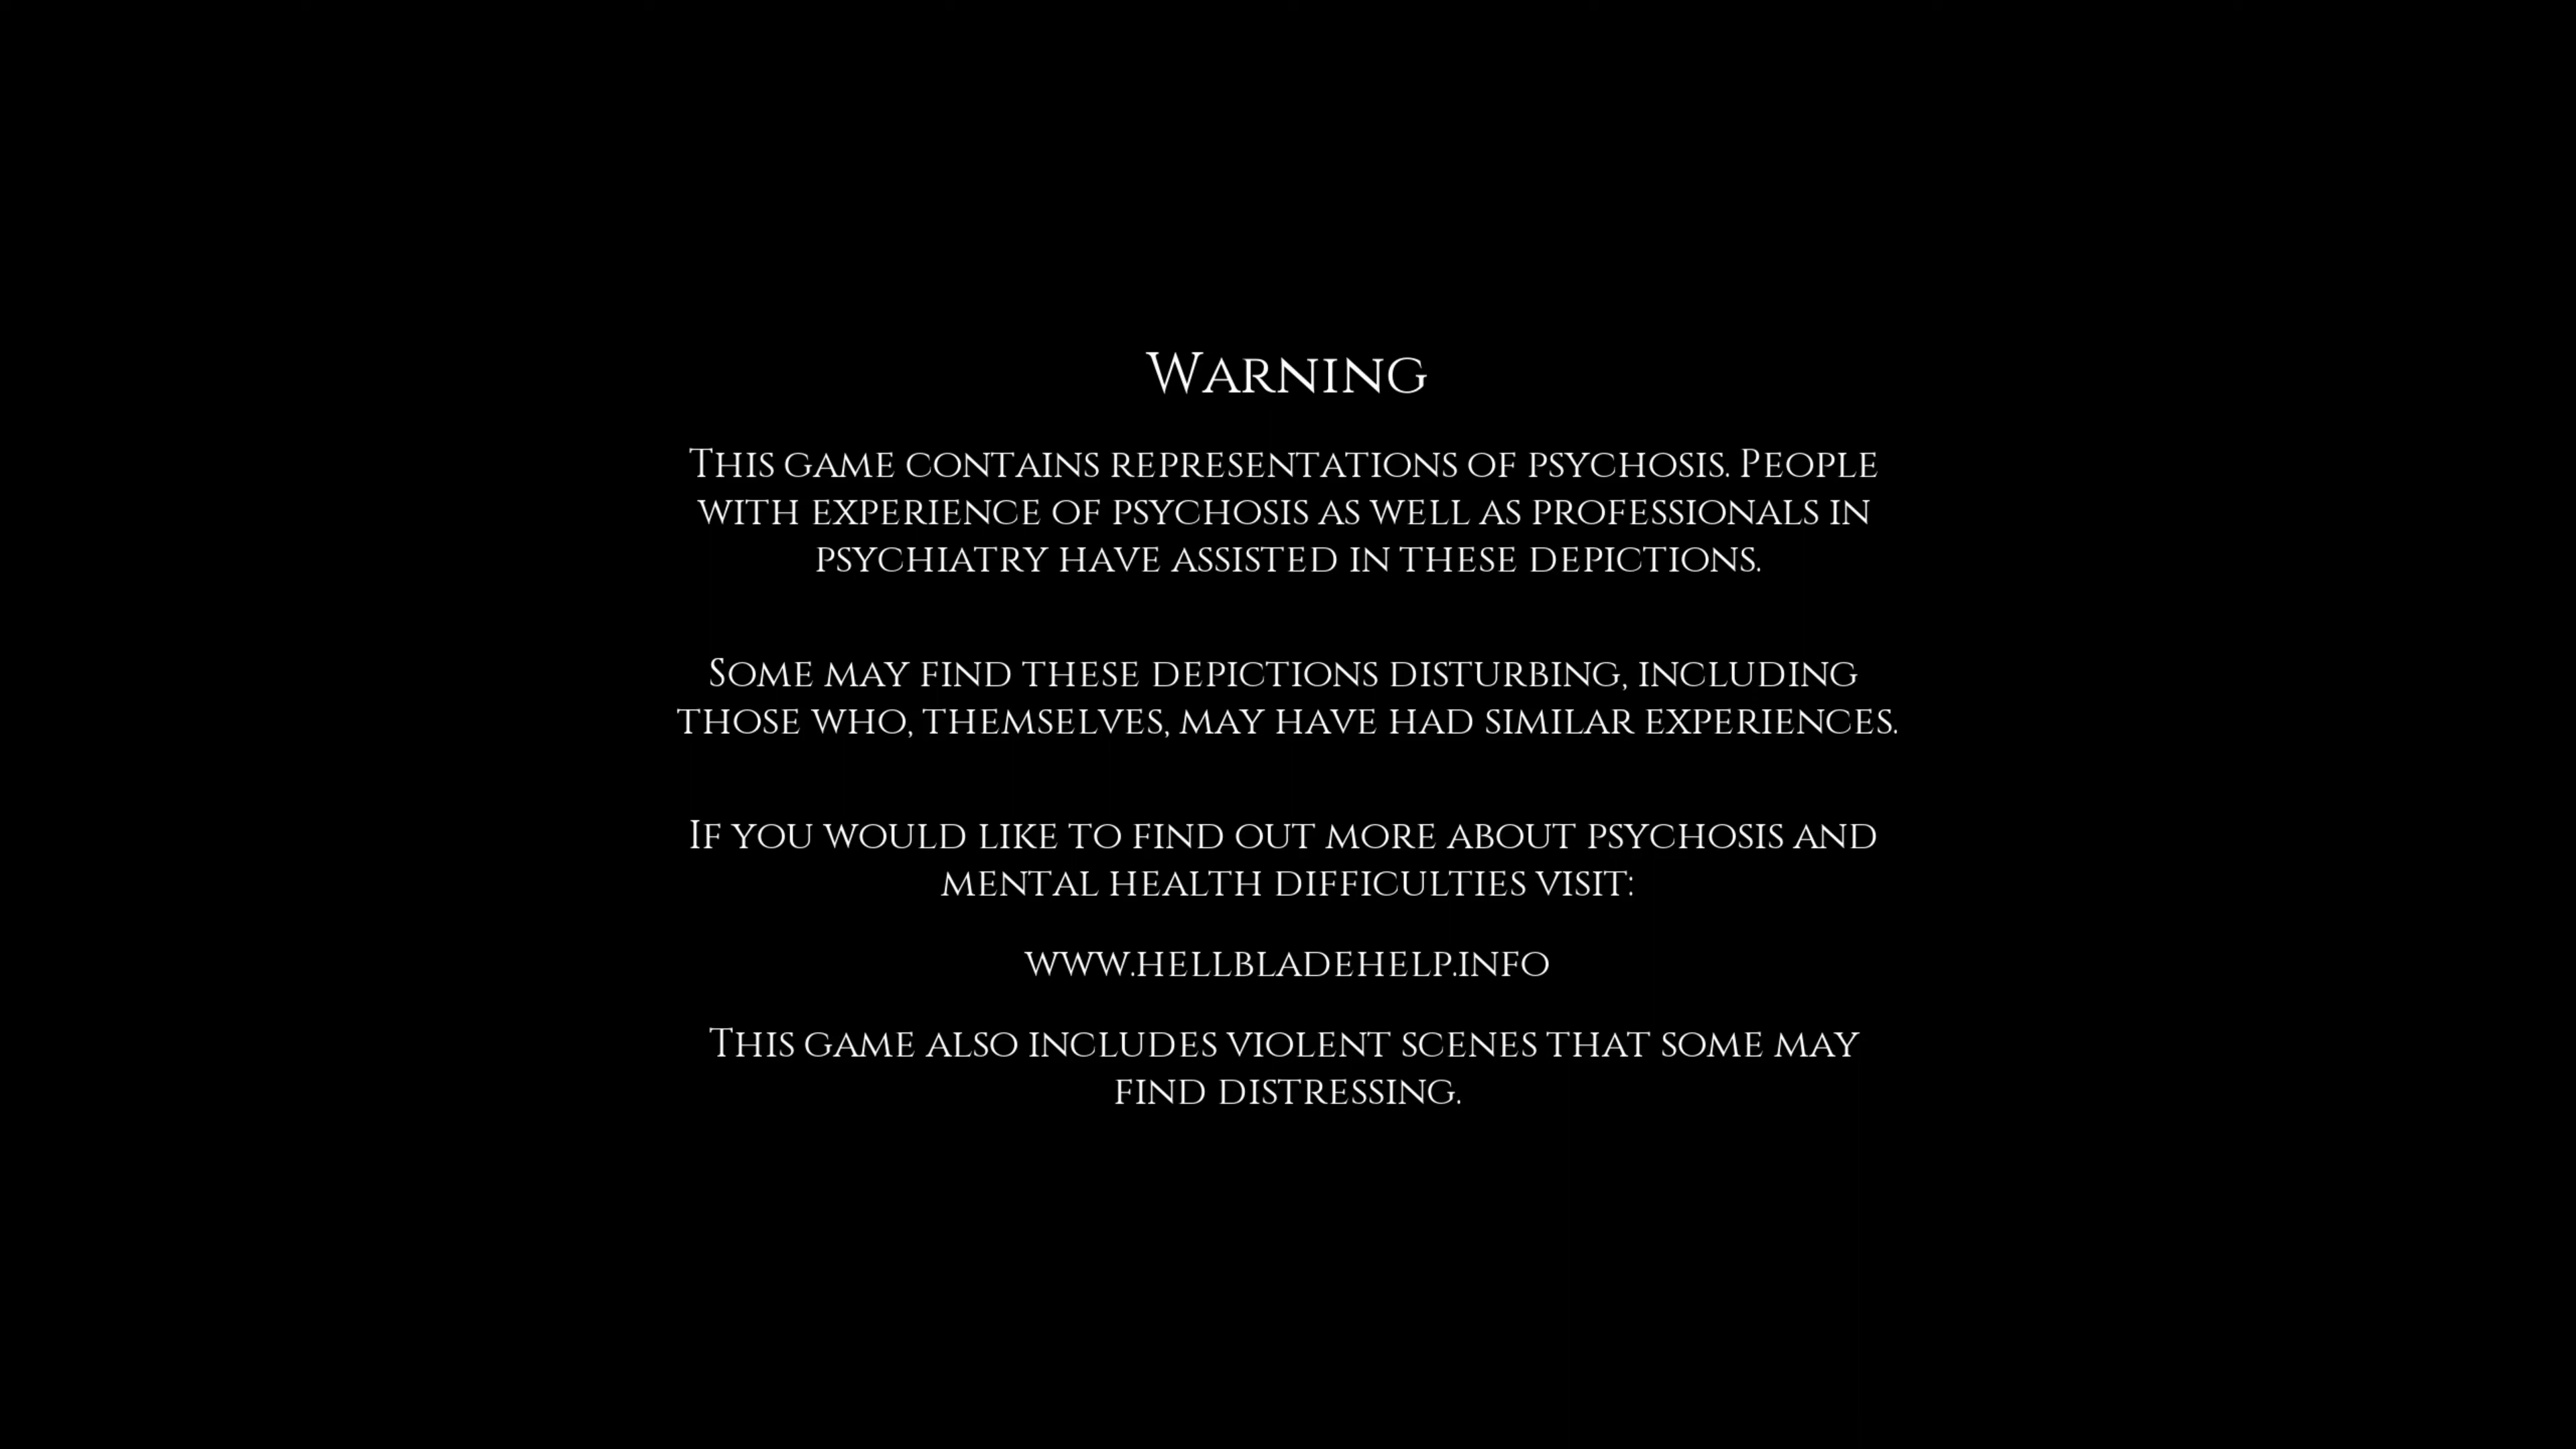 Warning
This game contains representations of psychosis. People
with experience of psychosis as well as professionals in
psychiatry have assisted in these depictions.
Some may find these depictions disturbing, including
those who, themselves, may have had similar experiences.
If you would like to find out more about psychosis and
mental health difficulties visit:
www.hellbladehelp.info
This game also includes violent scenes that some may
find distressing.